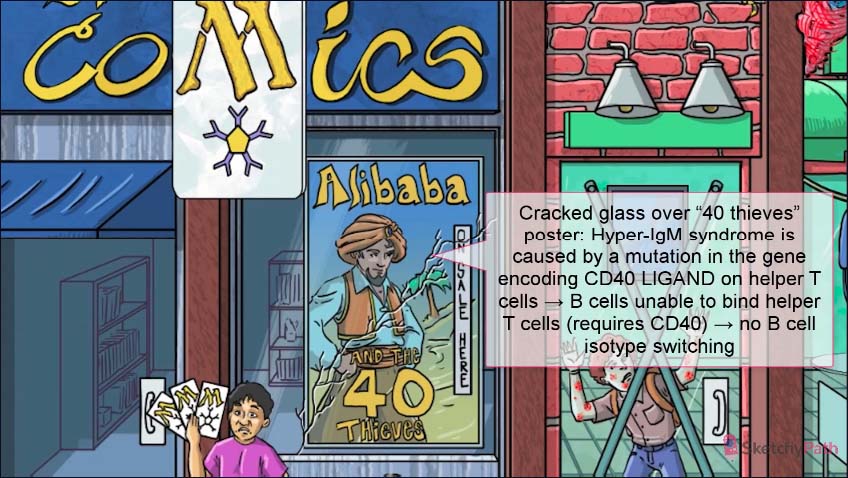 COMics
Alibaba
ON SALE HERE
AND THE
40
THIEVES
M M M
Cracked glass over “40 thieves”
poster: Hyper-IgM syndrome is
caused by a mutation in the gene
encoding CD40 LIGAND on helper T
cells → B cells unable to bind helper
T cells (requires CD40) → no B cell
isotype switching
SketchyPath